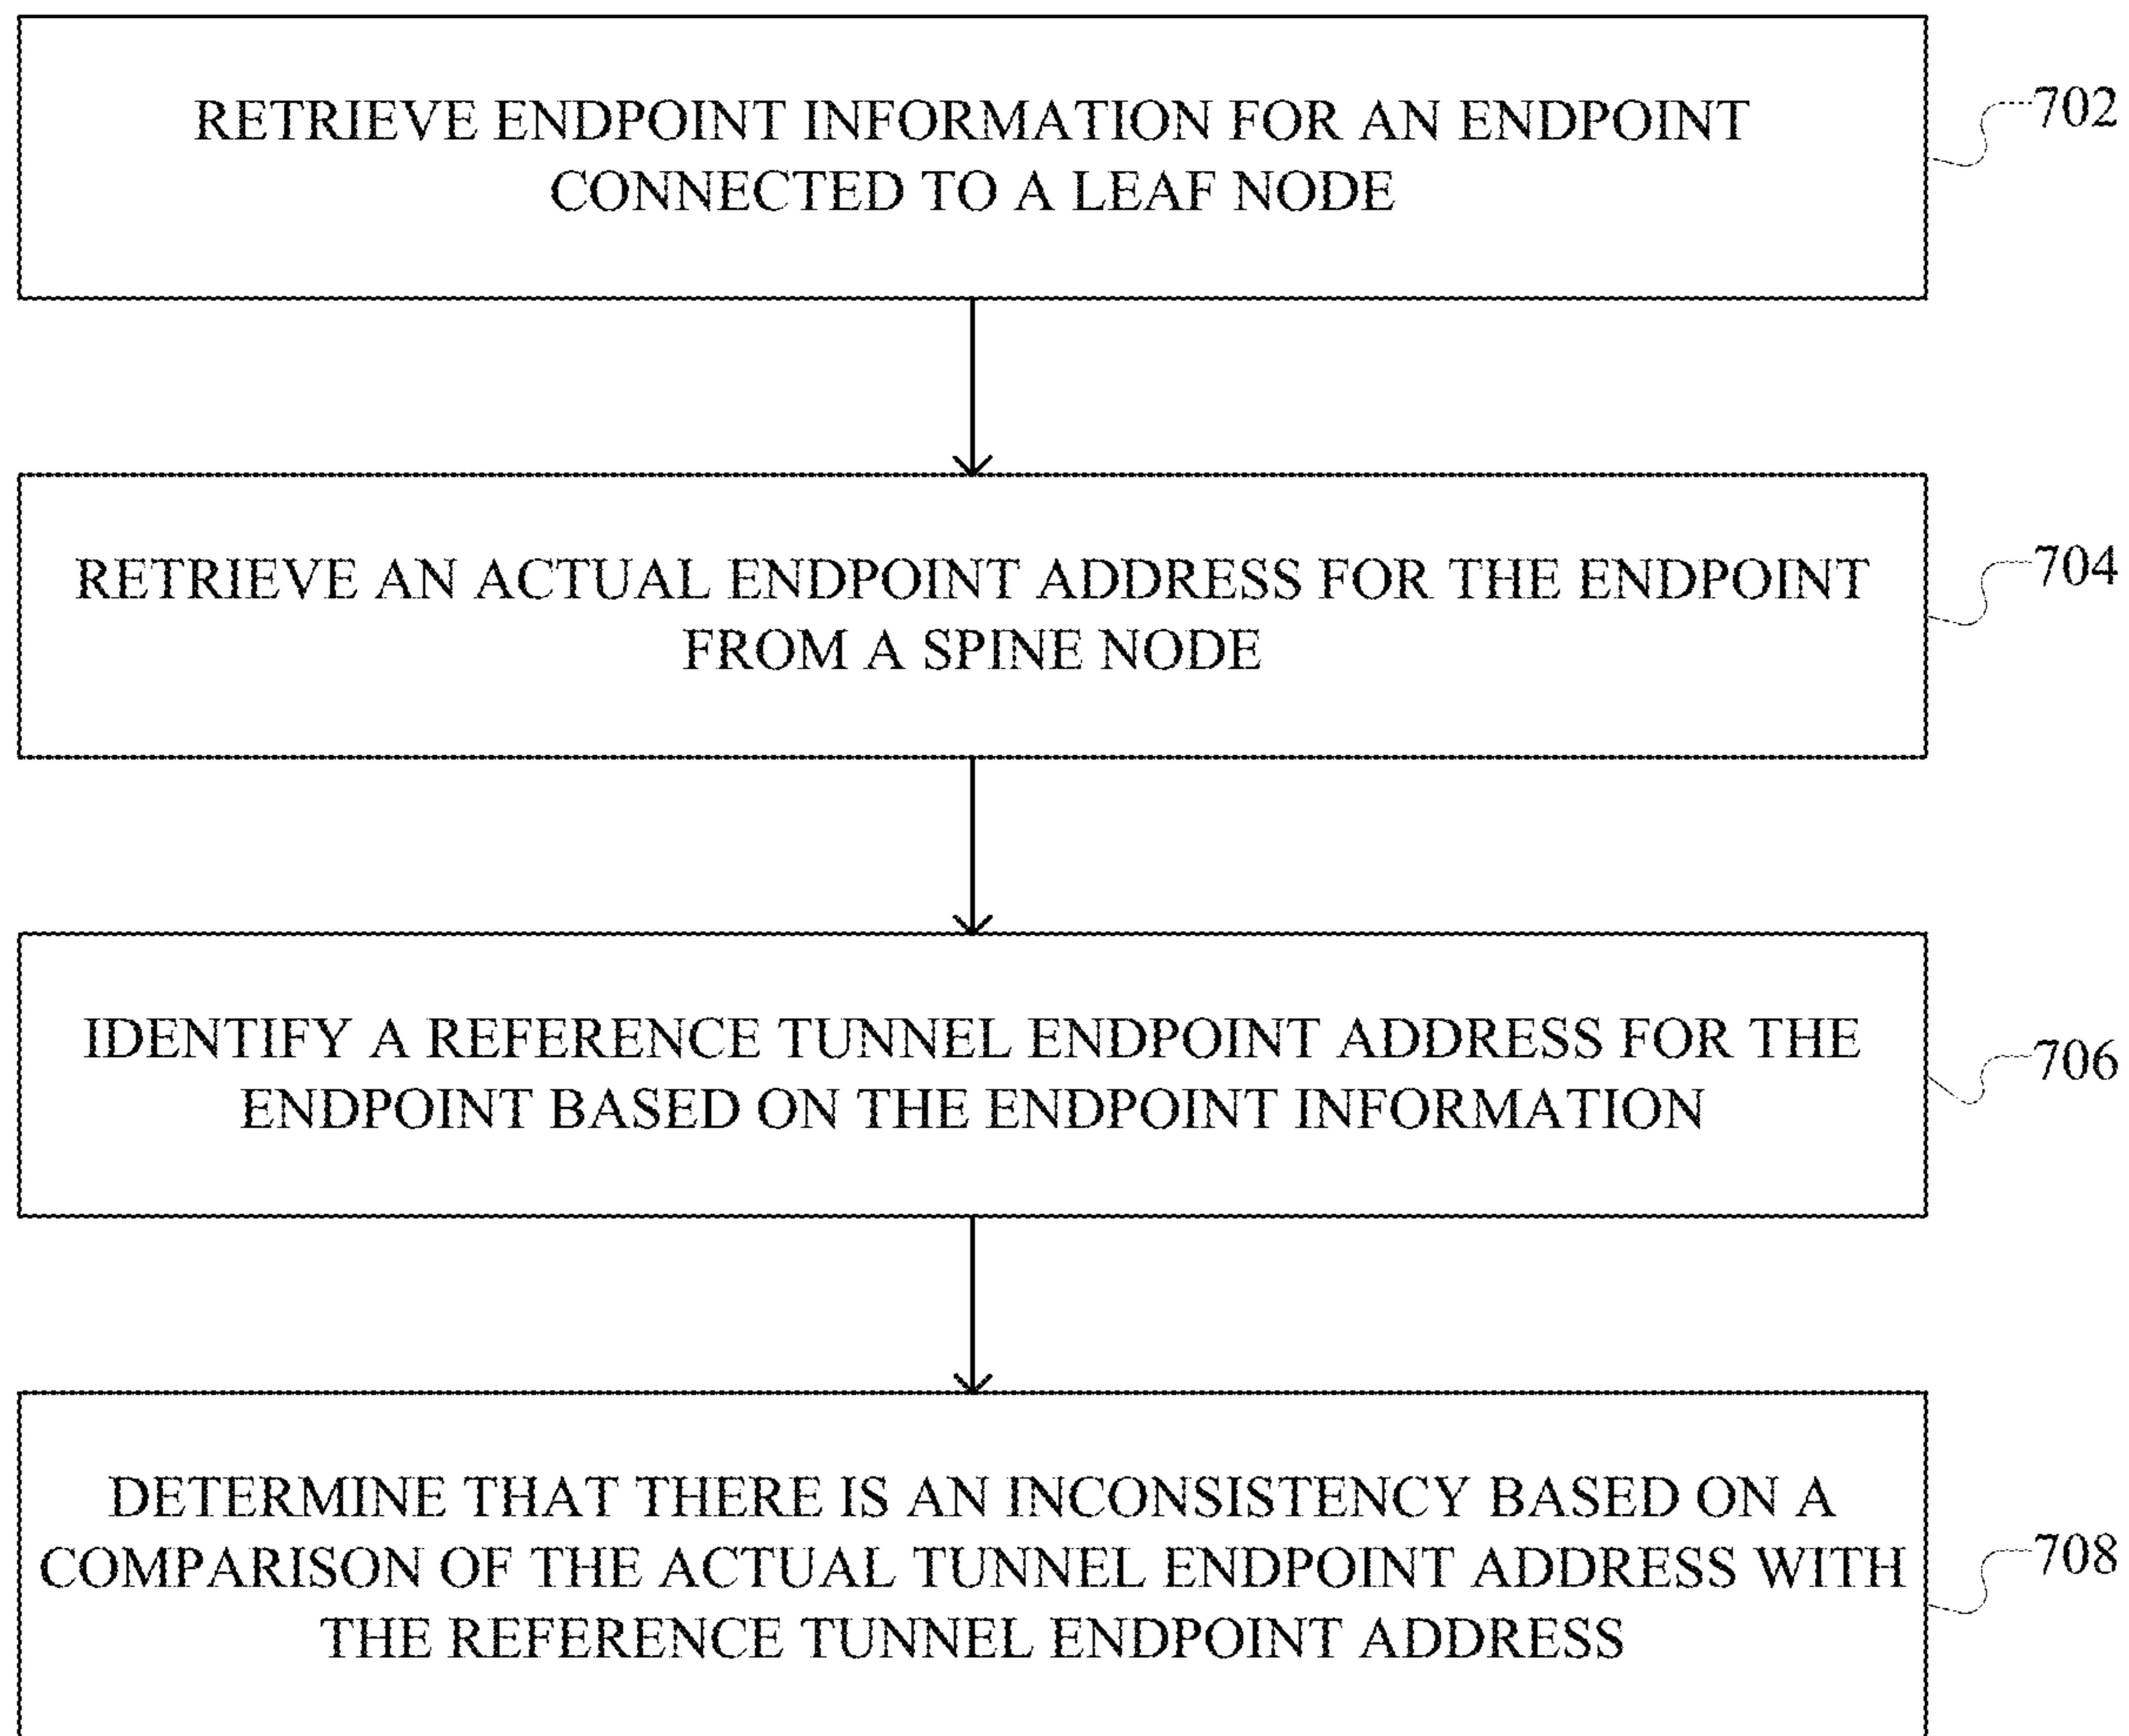 RETRIEVE ENDPOINT INFORMATION FOR AN ENDPOINT
CONNECTED TO A LEAF NODE
702
RETRIEVE AN ACTUAL ENDPOINT ADDRESS FOR THE ENDPOINT
FROM A SPINE NODE
704
IDENTIFY A REFERENCE TUNNEL ENDPOINT ADDRESS FOR THE
ENDPOINT BASED ON THE ENDPOINT INFORMATION
706
DETERMINE THAT THERE IS AN INCONSISTENCY BASED ON A
COMPARISON OF THE ACTUAL TUNNEL ENDPOINT ADDRESS WITH
THE REFERENCE TUNNEL ENDPOINT ADDRESS
708